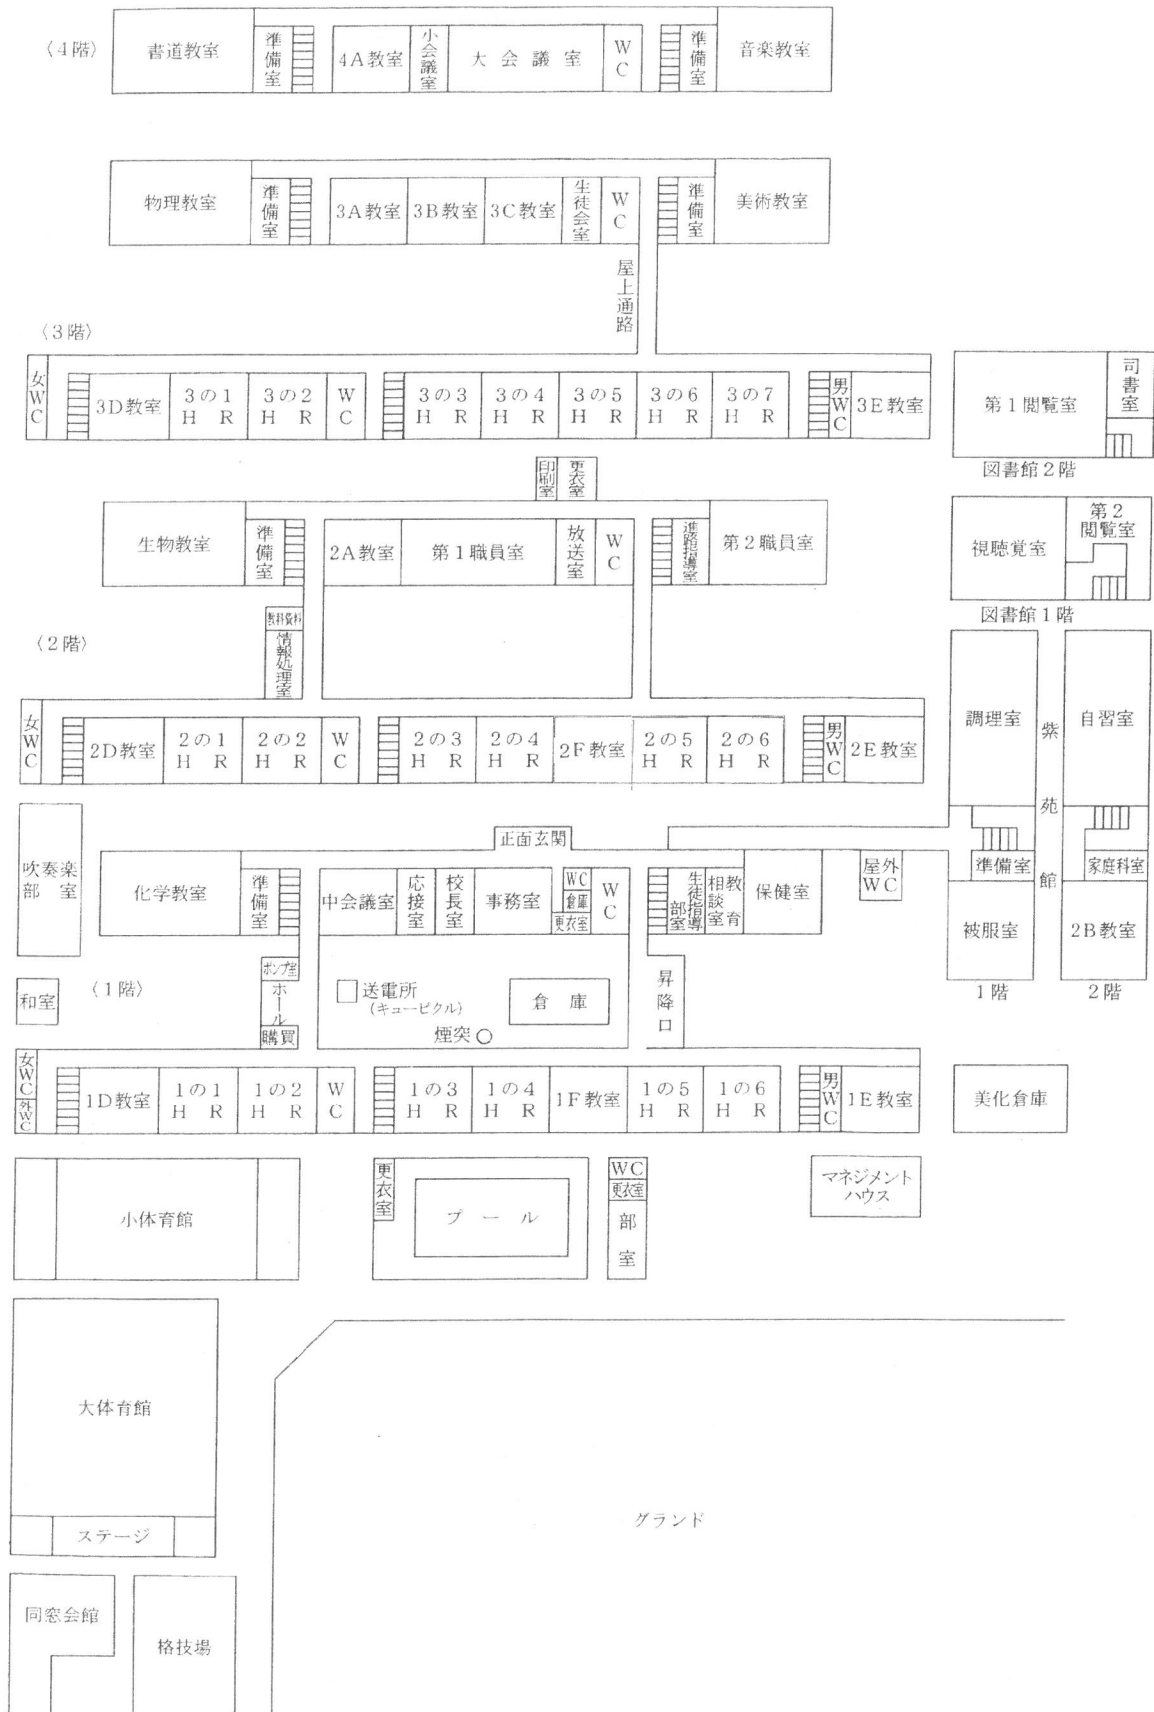 〈4階〉
書道教室
準備室
4A教室
小会議室
大会議室
WC
準備室
音楽教室
物理教室
準備室
3A教室
3B教室
3C教室
生徒会室
WC
準備室
美術教室
屋上通路
〈3階〉
女WC
3D教室
3の1
HR
3の2
HR
WC
3の3
HR
3の4
HR
3の5
HR
3の6
HR
3の7
HR
男WC
3E教室
第1閲覧室
司書室
図書館2階
印刷室
更衣室
生物教室
準備室
2A教室
第1職員室
放送室
WC
進路指導室
第2職員室
視聴覚室
第2
閲覧室
図書館1階
〈2階〉
教科資料
情報処理室
女WC
2D教室
2の1
HR
2の2
HR
WC
2の3
HR
2の4
HR
2F教室
2の5
HR
2の6
HR
男WC
2E教室
調理室
紫苑館
自習室
準備室
家庭科室
被服室
2B教室
1階
2階
吹奏楽
部室
正面玄関
化学教室
準備室
中会議室
応接室
校長室
事務室
WC
倉庫
更衣室
WC
生徒指導
部室
教育
相談室
保健室
屋外
WC
和室
〈1階〉
ポンプ室
ホール
購買
送電所
(キュービクル)
倉庫
煙突
昇降口
女WC
外WC
1D教室
1の1
HR
1の2
HR
WC
1の3
HR
1の4
HR
1F教室
1の5
HR
1の6
HR
男WC
1E教室
美化倉庫
小体育館
更衣室
プール
WC
更衣室
部室
マネジメント
ハウス
大体育館
ステージ
グランド
同窓会館
格技場